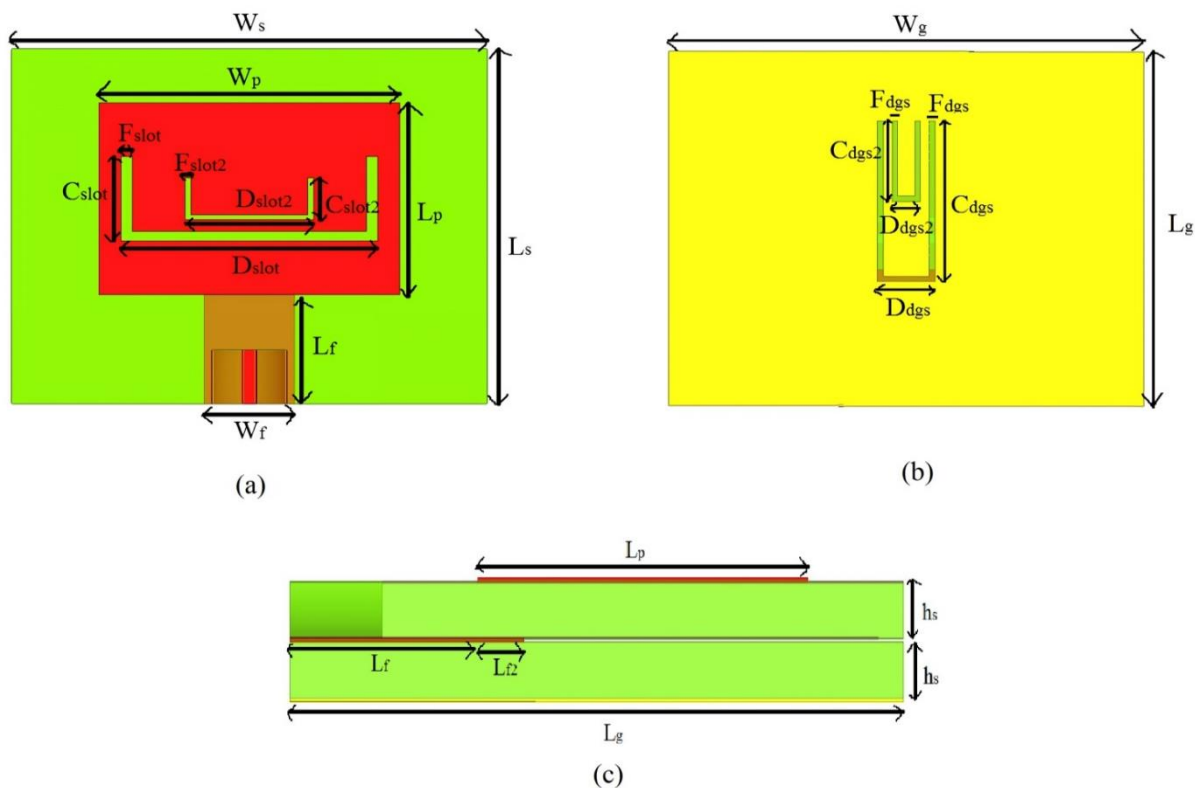 Ws
Wp
Fslot
Fslot2
Cslot
Dslot2
Cslot2
Dslot
Lp
Ls
Lf
Wf
(a)
Wg
Fdgs
Fdgs
Cdgs2
Cdgs
Ddgs2
Ddgs
Lg
(b)
Lp
hs
Lf
Lf2
hs
Lg
(c)